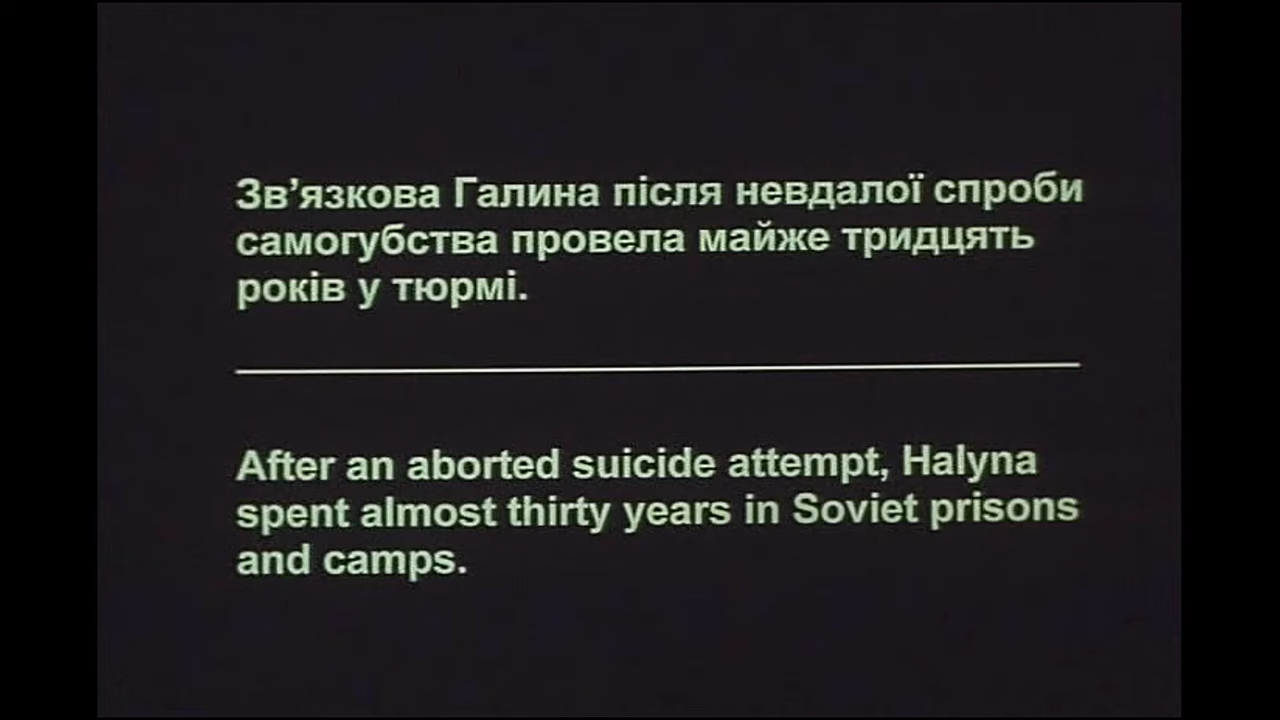 Зв’язкова Галина після невдалої спроби
самогубства провела майже тридцять
років у тюрмі.
After an aborted suicide attempt, Halyna
spent almost thirty years in Soviet prisons
and camps.